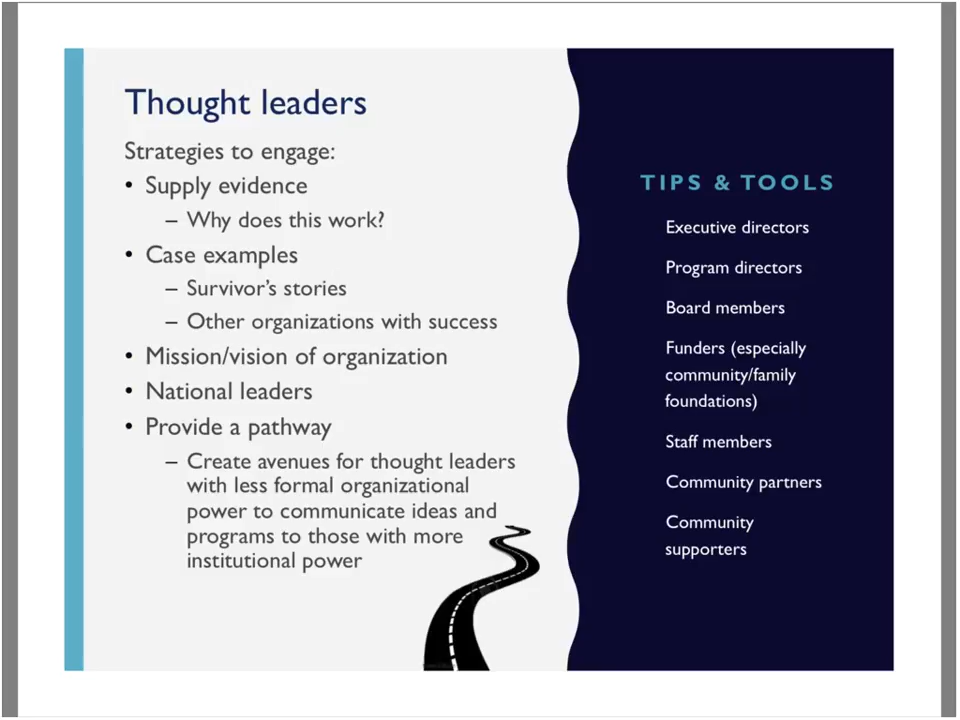 Thought leaders
Strategies to engage:
• Supply evidence
– Why does this work?
• Case examples
– Survivor's stories
– Other organizations with success
• Mission/vision of organization
• National leaders
• Provide a pathway
– Create avenues for thought leaders
with less formal organizational
power to communicate ideas and
programs to those with more
institutional power
TIPS & TOOLS
Executive directors
Program directors
Board members
Funders (especially
community/family
foundations)
Staff members
Community partners
Community
supporters